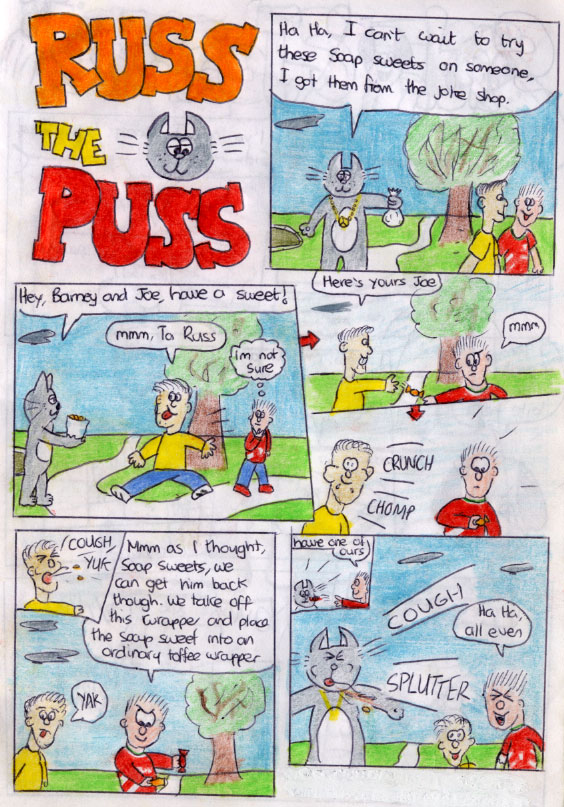 RUSS
THE
PUSS
Ha Ha, I can't wait to try
these Soap sweets on someone,
I got them from the joke shop.
Hey, Barney and Joe, have a sweet!
mmm, Ta Russ
i'm not
sure
Here's yours Joe
mmm
CRUNCH
CHOMP
COUGH,
YUK
Mmm as I thought,
Soap sweets, we
can get him back
though. We take off
this wrapper and place
the soap sweet into an
ordinary toffee wrapper
YAK
have one of
ours
COUGH
SPLUTTER
Ha Ha,
all even